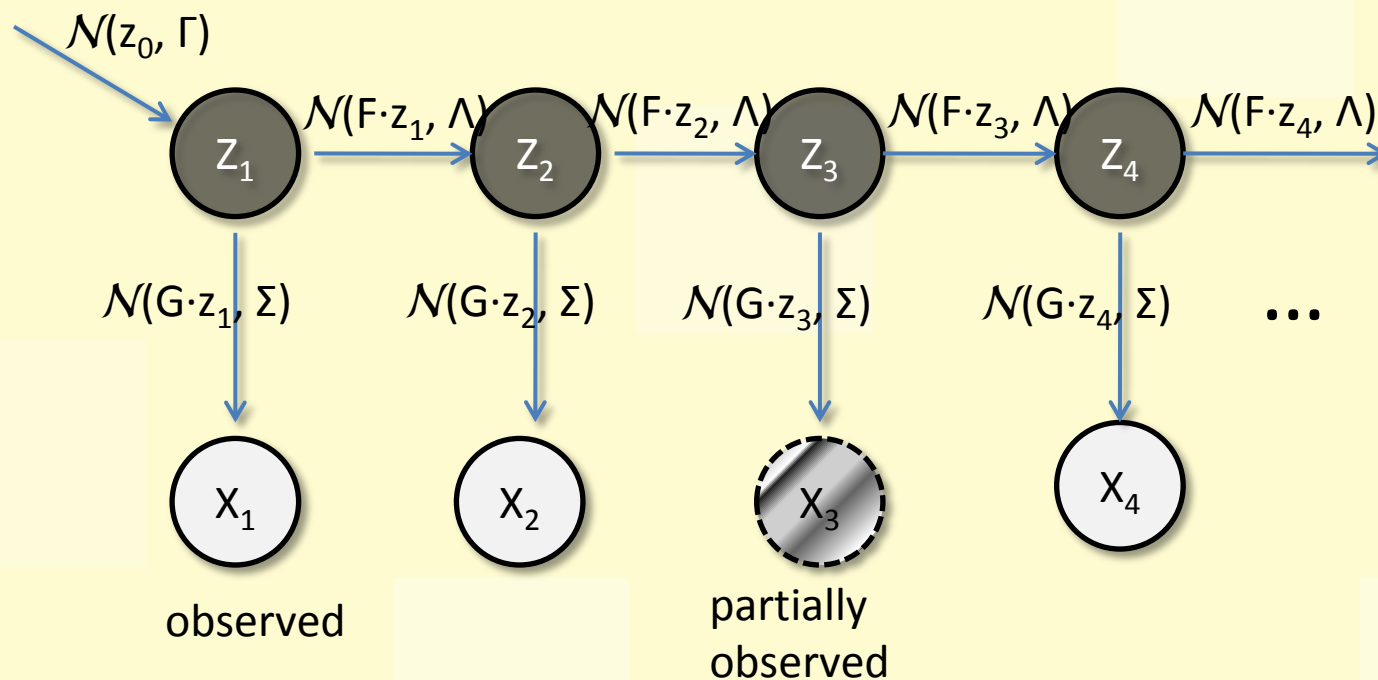 𝒩(z₀, Γ)
𝒩(F·z₁, Λ)
𝒩(F·z₂, Λ)
𝒩(F·z₃, Λ)
𝒩(F·z₄, Λ)
Z₁
Z₂
Z₃
Z₄
𝒩(G·z₁, Σ)
𝒩(G·z₂, Σ)
𝒩(G·z₃, Σ)
𝒩(G·z₄, Σ)
...
X₁
X₂
X₃
X₄
observed
partially
observed